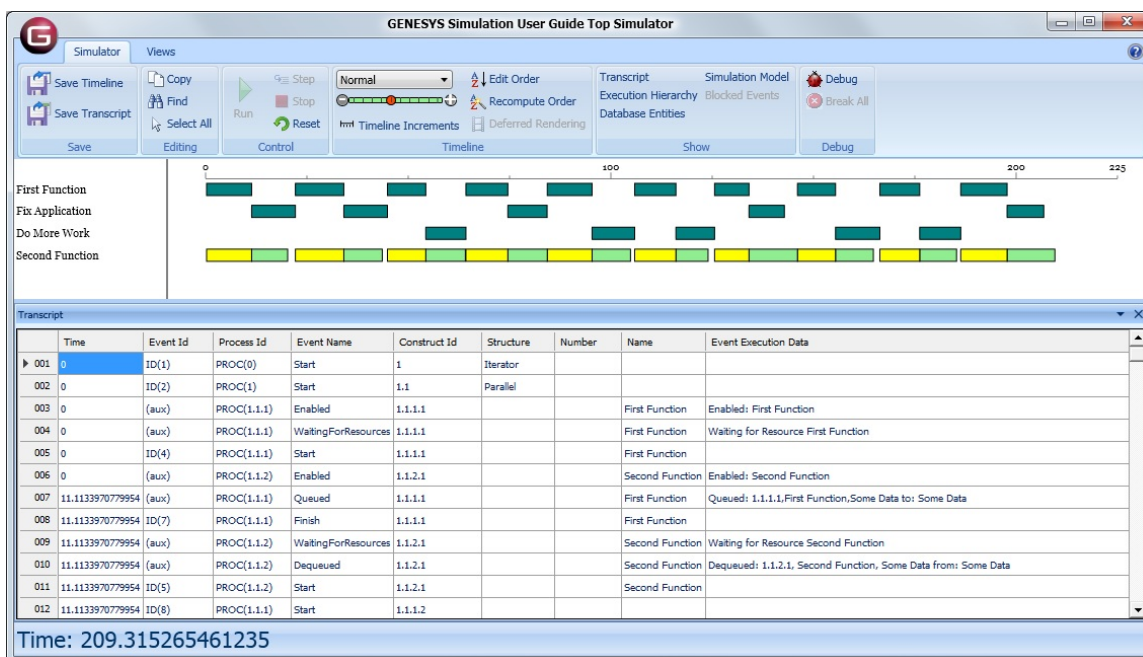 GENESYS Simulation User Guide Top Simulator
G
Simulator Views
Save Timeline
Save Transcript
Save
Copy
Find
Select All
Editing
Run
Step
Stop
Reset
Control
Normal
Timeline Increments
Edit Order
Recompute Order
Deferred Rendering
Timeline
Transcript Simulation Model
Execution Hierarchy Blocked Events
Database Entities
Show
Debug
Break All
Debug
0 100 200 225
First Function
Fix Application
Do More Work
Second Function
Transcript
Time Event Id Process Id Event Name Construct Id Structure Number Name Event Execution Data
001 0 ID(1) PROC(0) Start 1 Iterator
002 0 ID(2) PROC(1) Start 1.1 Parallel
003 0 (aux) PROC(1.1.1) Enabled 1.1.1.1 First Function Enabled: First Function
004 0 (aux) PROC(1.1.1) WaitingForResources 1.1.1.1 First Function Waiting for Resource First Function
005 0 ID(4) PROC(1.1.1) Start 1.1.1.1 First Function
006 0 (aux) PROC(1.1.2) Enabled 1.1.2.1 Second Function Enabled: Second Function
007 11.1133970779954 (aux) PROC(1.1.1) Queued 1.1.1.1 First Function Queued: 1.1.1.1,First Function,Some Data to: Some Data
008 11.1133970779954 ID(7) PROC(1.1.1) Finish 1.1.1.1 First Function
009 11.1133970779954 (aux) PROC(1.1.2) WaitingForResources 1.1.2.1 Second Function Waiting for Resource Second Function
010 11.1133970779954 (aux) PROC(1.1.2) Dequeued 1.1.2.1 Second Function Dequeued: 1.1.2.1, Second Function, Some Data from: Some Data
011 11.1133970779954 ID(5) PROC(1.1.2) Start 1.1.2.1 Second Function
012 11.1133970779954 ID(8) PROC(1.1.1) Start 1.1.1.2
Time: 209.315265461235